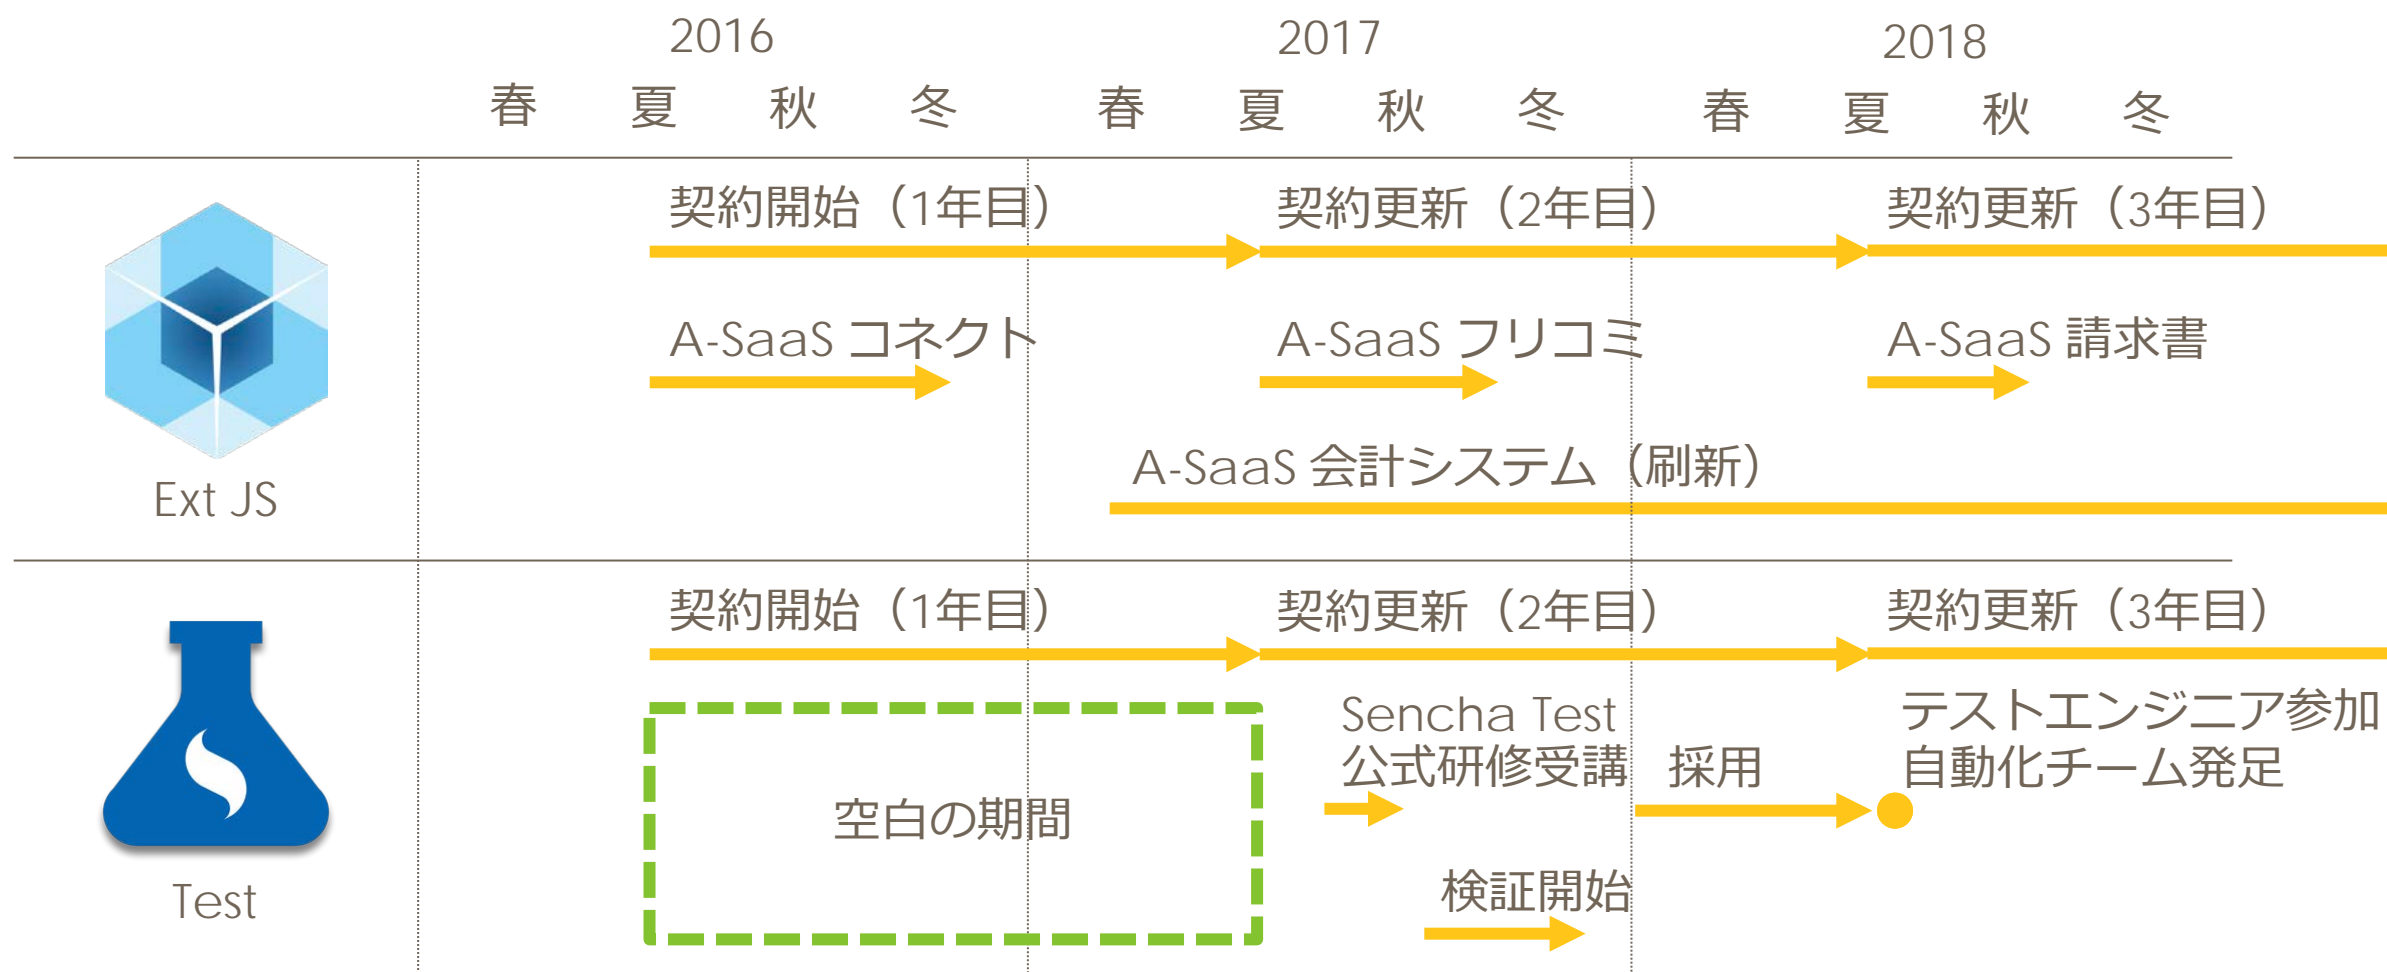 2016 2017 2018
春 夏 秋 冬 春 夏 秋 冬 春 夏 秋 冬
契約開始（1年目） 契約更新（2年目） 契約更新（3年目）
A-SaaS コネクト A-SaaS フリコミ A-SaaS 請求書
A-SaaS 会計システム（刷新）
Ext JS
契約開始（1年目） 契約更新（2年目） 契約更新（3年目）
Sencha Test
公式研修受講
採用
テストエンジニア参加
自動化チーム発足
空白の期間
検証開始
Test